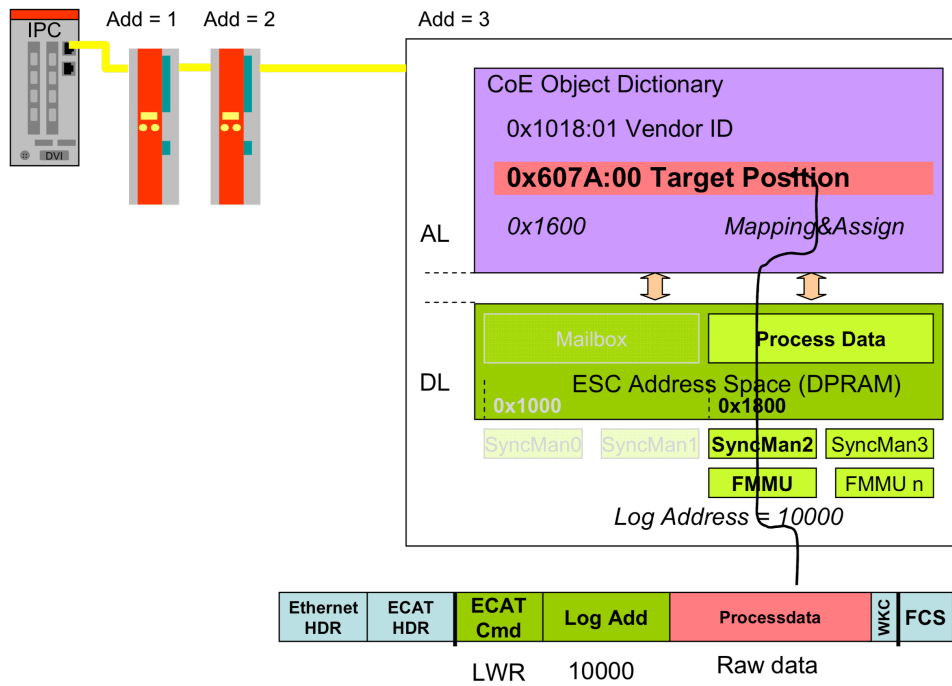 IPC
Add = 1
Add = 2
Add = 3
DVI
CoE Object Dictionary
0x1018:01 Vendor ID
0x607A:00 Target Position
0x1600
Mapping&Assign
AL
Mailbox
Process Data
DL
ESC Address Space (DPRAM)
0x1000
0x1800
SyncMan0
SyncMan1
SyncMan2
SyncMan3
FMMU
FMMU n
Log Address = 10000
Ethernet
HDR
ECAT
HDR
ECAT
Cmd
Log Add
Processdata
WKC
FCS
LWR
10000
Raw data